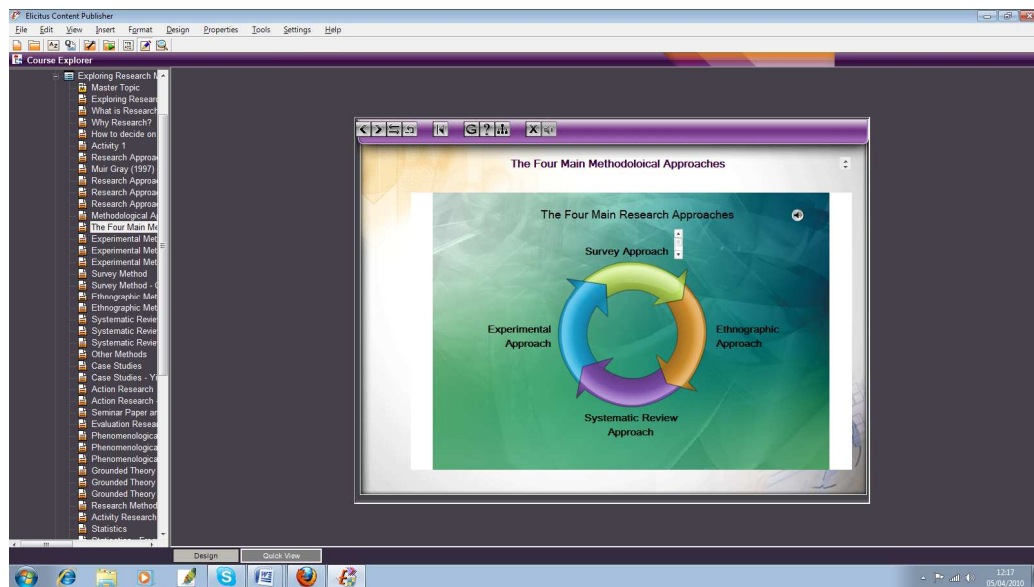 Elicitus Content Publisher
File Edit View Insert Format Design Properties Tools Settings Help
Course Explorer
Exploring Research M
Master Topic
Exploring Researc
What is Research
Why Research?
How to decide on
Activity 1
Research Approa
Muir Gray (1997)
Research Approa
Research Approa
Research Approa
Methodological A
The Four Main Me
Experimental Met
Experimental Met
Experimental Met
Survey Method
Survey Method - C
Ethnographic Met
Ethnographic Met
Systematic Revie
Systematic Revie
Systematic Revie
Other Methods
Case Studies
Case Studies - Yi
Action Research
Action Research -
Seminar Paper an
Evaluation Resea
Phenomenologica
Phenomenologica
Phenomenologica
Grounded Theory
Grounded Theory
Grounded Theory
Research Method
Activity Research
Statistics
G ? X
The Four Main Methodoloical Approaches
The Four Main Research Approaches
Survey Approach
Experimental
Approach
Ethnographic
Approach
Systematic Review
Approach
Design Quick View
12:17
05/04/2010